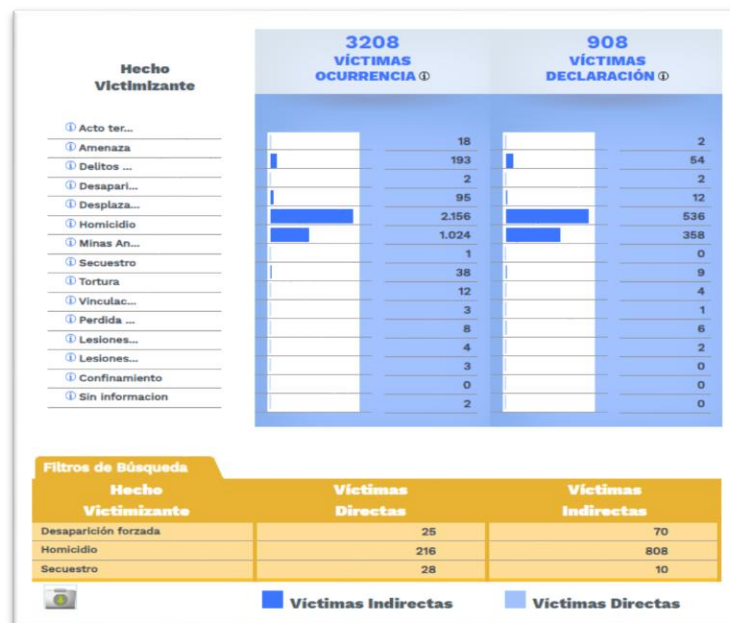 3208
VÍCTIMAS
OCURRENCIA
908
VÍCTIMAS
DECLARACIÓN
Hecho
Victimizante
Acto ter...
Amenaza
Delitos ...
Desapari...
Desplaza...
Homicidio
Minas An...
Secuestro
Tortura
Vinculac...
Perdida ...
Lesiones...
Lesiones...
Confinamiento
Sin informacion
18 2
193 54
2 2
95 12
2.156 536
1.024 358
1 0
38 9
12 4
3 1
8 6
4 2
3 0
0 0
2 0
Filtros de Búsqueda
Hecho Víctimas Víctimas
Victimizante Directas Indirectas
Desaparición forzada 25 70
Homicidio 216 808
Secuestro 28 10
Víctimas Indirectas Víctimas Directas